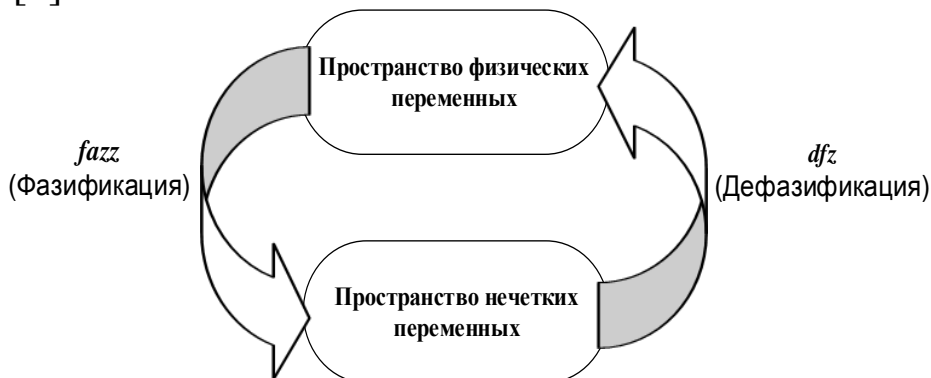 Пространство физических
переменных
fazz
(Фазификация)
dfz
(Дефазификация)
Пространство нечетких
переменных